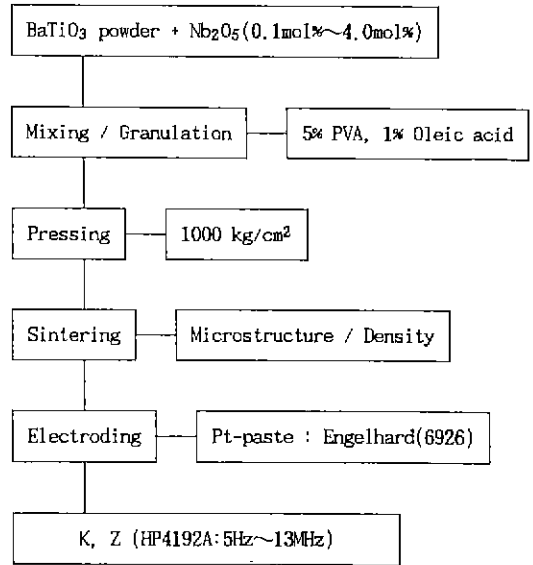 BaTiO₃ powder + Nb₂O₅(0.1mol%～4.0mol%)
Mixing / Granulation
5% PVA, 1% Oleic acid
Pressing
1000 kg/cm²
Sintering
Microstructure / Density
Electroding
Pt-paste : Engelhard(6926)
K, Z (HP4192A:5Hz～13MHz)